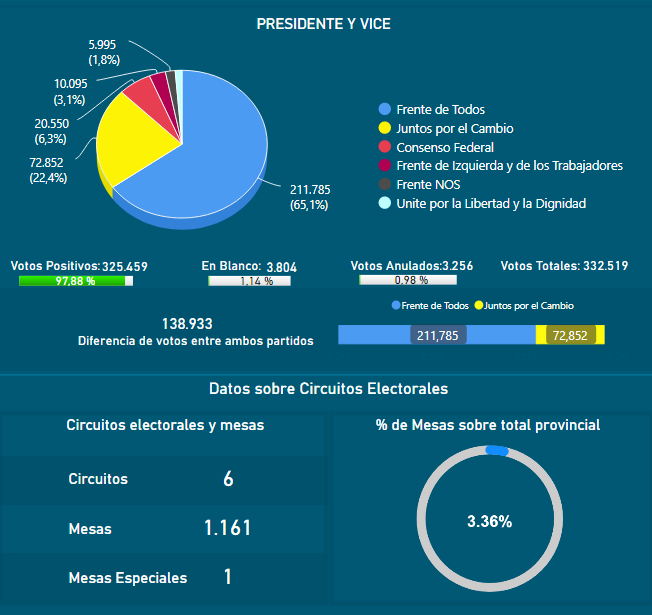 PRESIDENTE Y VICE
5.995
(1,8%)
10.095
(3,1%)
20.550
(6,3%)
72.852
(22,4%)
211.785
(65,1%)
Frente de Todos
Juntos por el Cambio
Consenso Federal
Frente de Izquierda y de los Trabajadores
Frente NOS
Unite por la Libertad y la Dignidad
Votos Positivos: 325.459
97,88 %
En Blanco: 3.804
1,14 %
Votos Anulados: 3.256
0,98 %
Votos Totales: 332.519
138.933
Diferencia de votos entre ambos partidos
Frente de Todos Juntos por el Cambio
211,785 72,852
Datos sobre Circuitos Electorales
Circuitos electorales y mesas
Circuitos 6
Mesas 1.161
Mesas Especiales 1
% de Mesas sobre total provincial
3.36%